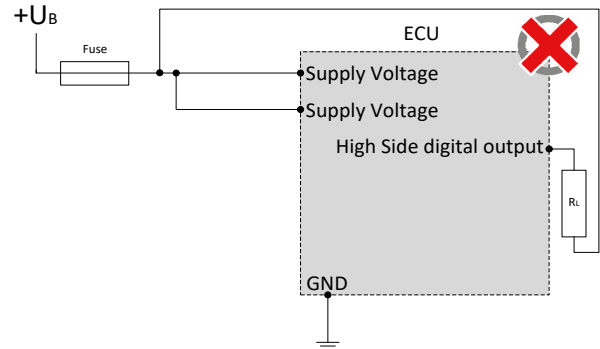 +UB
Fuse
ECU
Supply Voltage
Supply Voltage
High Side digital output
RL
GND